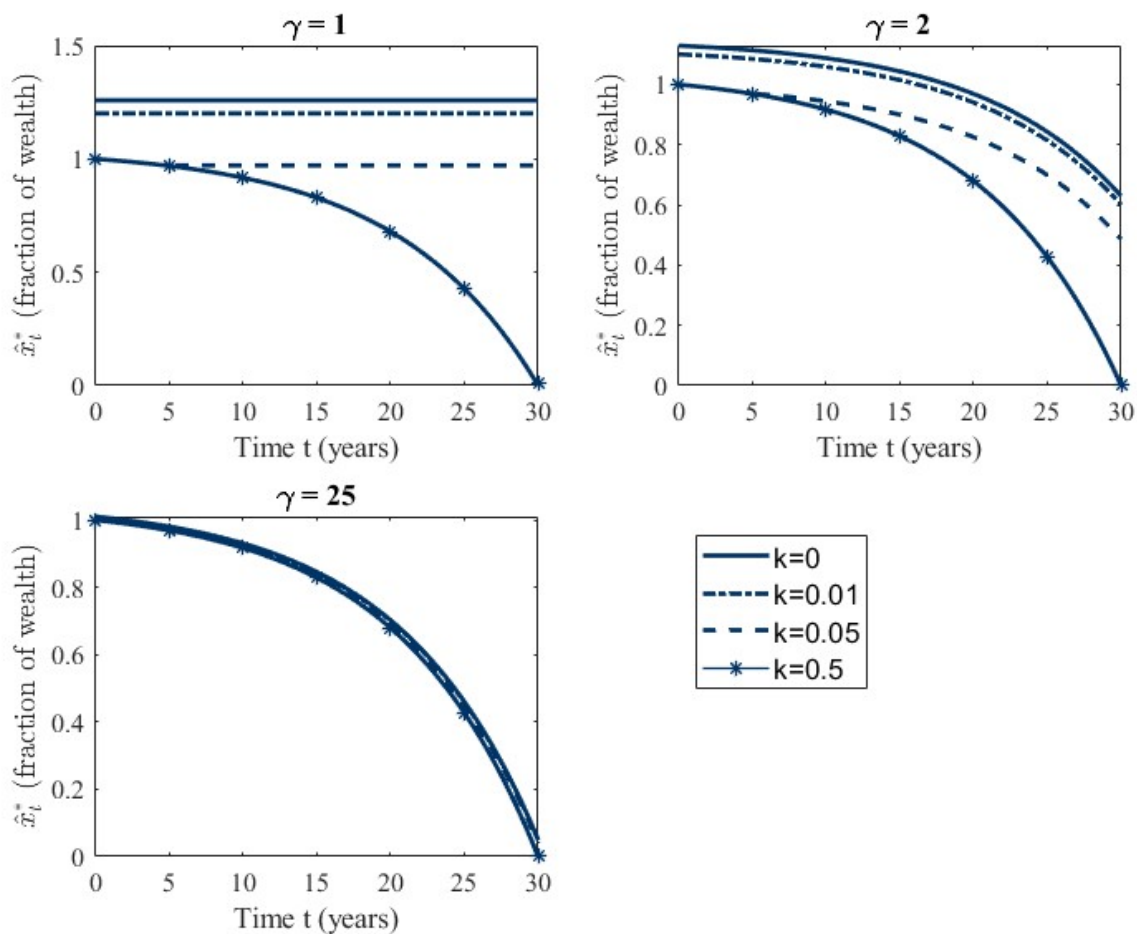 γ = 1
1.5
1
0.5
0
x̂*ₜ (fraction of wealth)
0 5 10 15 20 25 30
Time t (years)
γ = 2
1
0.8
0.6
0.4
0.2
0
x̂*ₜ (fraction of wealth)
0 5 10 15 20 25 30
Time t (years)
γ = 25
1
0.8
0.6
0.4
0.2
0
x̂*ₜ (fraction of wealth)
0 5 10 15 20 25 30
Time t (years)
k=0
k=0.01
k=0.05
k=0.5